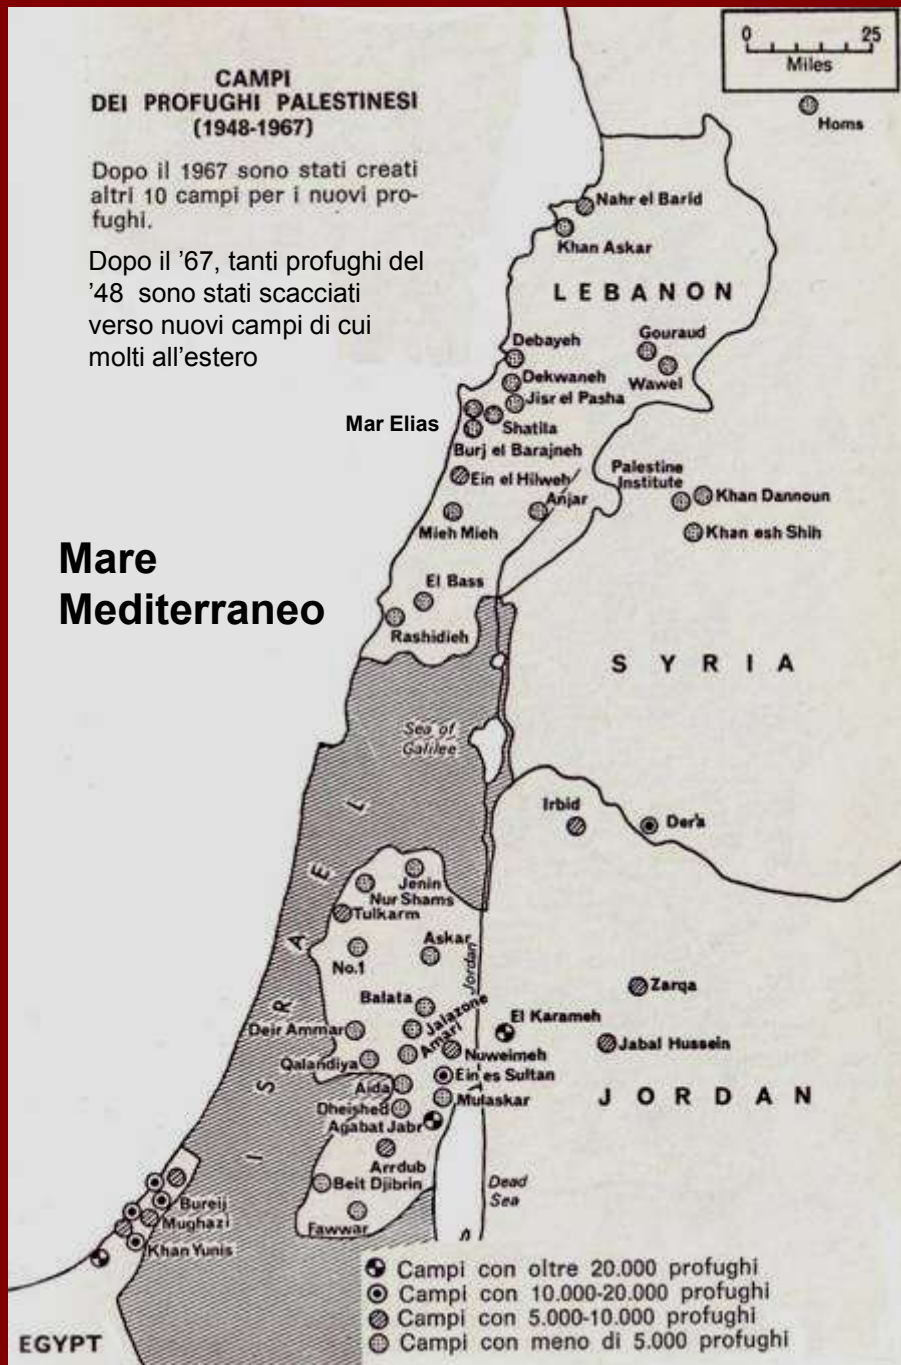 CAMPI
DEI PROFUGHI PALESTINESI
(1948-1967)
Dopo il 1967 sono stati creati
altri 10 campi per i nuovi pro-
fughi.
Dopo il ’67, tanti profughi del
’48 sono stati scacciati
verso nuovi campi di cui
molti all’estero
0 25
Miles
Homs
Nahr el Barid
Khan Askar
LEBANON
Debayeh
Gouraud
Dekwaneh
Wawel
Jisr el Pasha
Mar Elias
Shatila
Burj el Barajneh
Ein el Hilweh
Palestine
Institute
Khan Dannoun
Anjar
Mieh Mieh
Khan esh Shih
Mare
Mediterraneo
El Bass
Rashidieh
SYRIA
Sea of
Galilee
Irbid
Der'a
ISRAEL
Jenin
Nur Shams
Tulkarm
Askar
No.1
Jordan
Zarqa
Balata
El Karameh
Jalazone
Deir Ammar
Amari
Jabal Hussein
Nuweimeh
Qalandiya
Ein es Sultan
Aida
Mulaskar
JORDAN
Dheished
Agabat Jabr
Arrdub
Beit Djibrin
Dead
Sea
Bureij
Mughazi
Fawwar
Khan Yunis
EGYPT
Campi con oltre 20.000 profughi
Campi con 10.000-20.000 profughi
Campi con 5.000-10.000 profughi
Campi con meno di 5.000 profughi